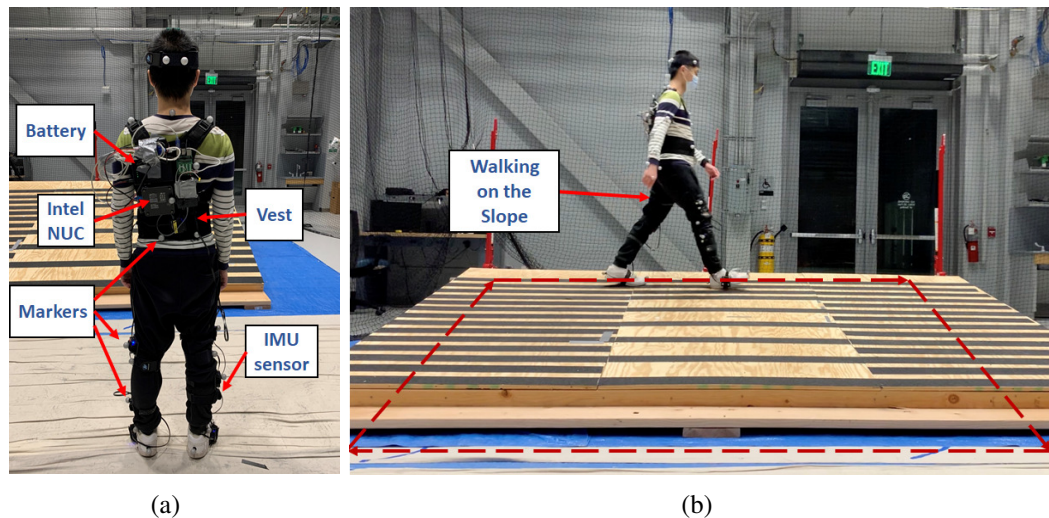 Battery
Intel
NUC
Vest
Markers
IMU
sensor
(a)
EXIT
Walking
on the
Slope
(b)